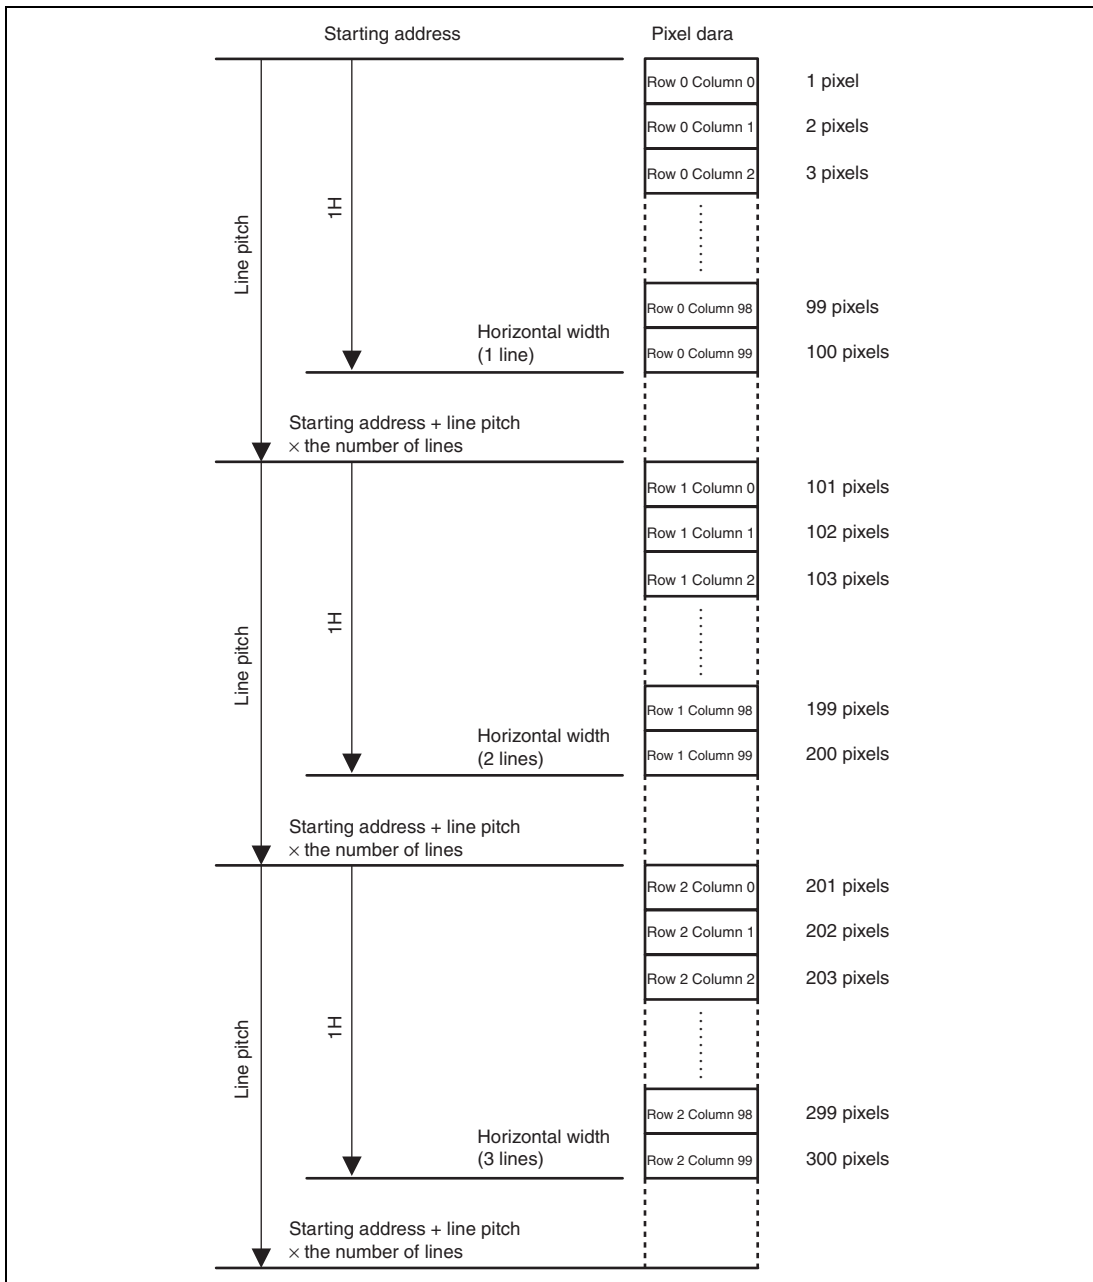 Starting address
Pixel dara
Row 0 Column 0
1 pixel
Row 0 Column 1
2 pixels
Row 0 Column 2
3 pixels
Line pitch
1H
Row 0 Column 98
99 pixels
Horizontal width
(1 line)
Row 0 Column 99
100 pixels
Starting address + line pitch
× the number of lines
Row 1 Column 0
101 pixels
Row 1 Column 1
102 pixels
Row 1 Column 2
103 pixels
Line pitch
1H
Row 1 Column 98
199 pixels
Horizontal width
(2 lines)
Row 1 Column 99
200 pixels
Starting address + line pitch
× the number of lines
Row 2 Column 0
201 pixels
Row 2 Column 1
202 pixels
Row 2 Column 2
203 pixels
Line pitch
1H
Row 2 Column 98
299 pixels
Horizontal width
(3 lines)
Row 2 Column 99
300 pixels
Starting address + line pitch
× the number of lines